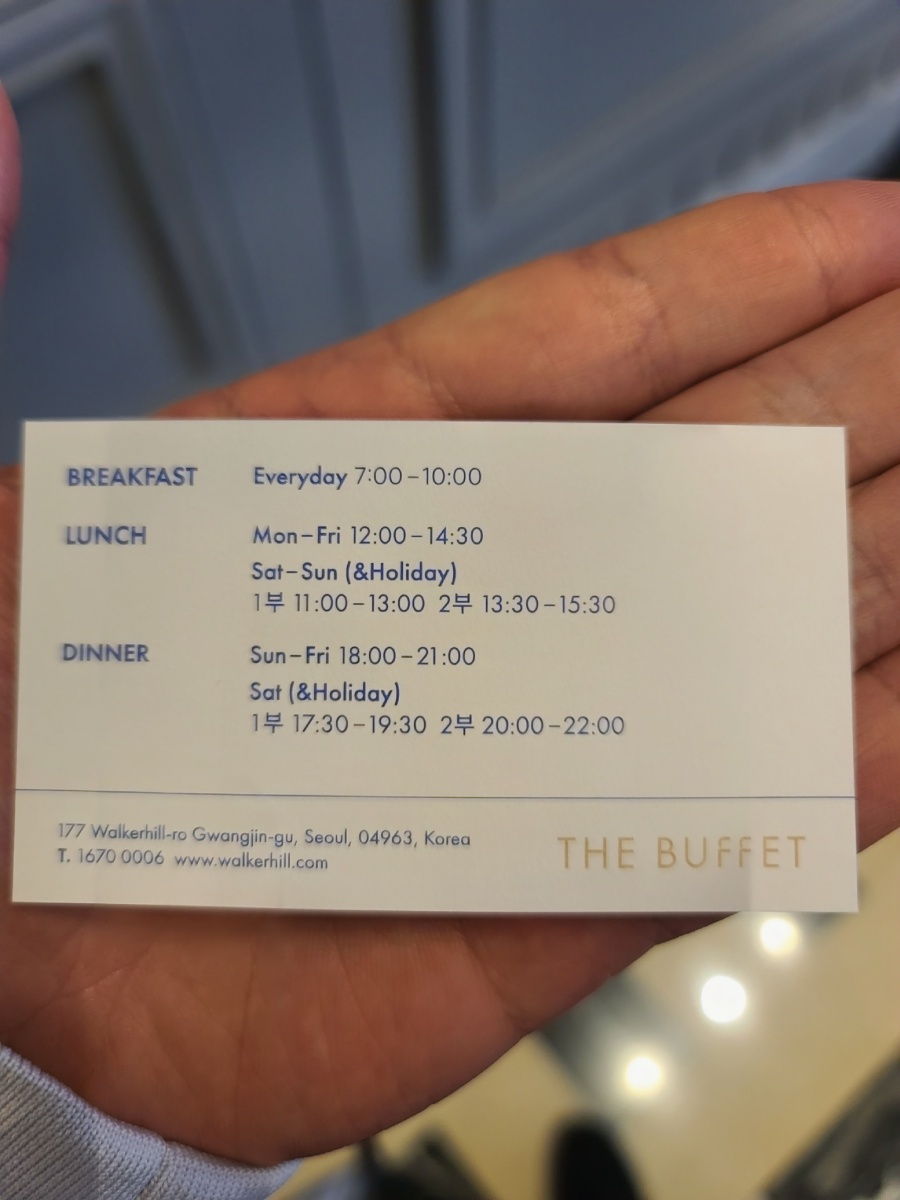 BREAKFAST Everyday 7:00–10:00
LUNCH Mon–Fri 12:00–14:30
Sat–Sun (&Holiday)
1부 11:00–13:00 2부 13:30–15:30
DINNER Sun–Fri 18:00–21:00
Sat (&Holiday)
1부 17:30–19:30 2부 20:00–22:00
177 Walkerhill-ro Gwangjin-gu, Seoul, 04963, Korea
T. 1670 0006 www.walkerhill.com
THE BUFFET